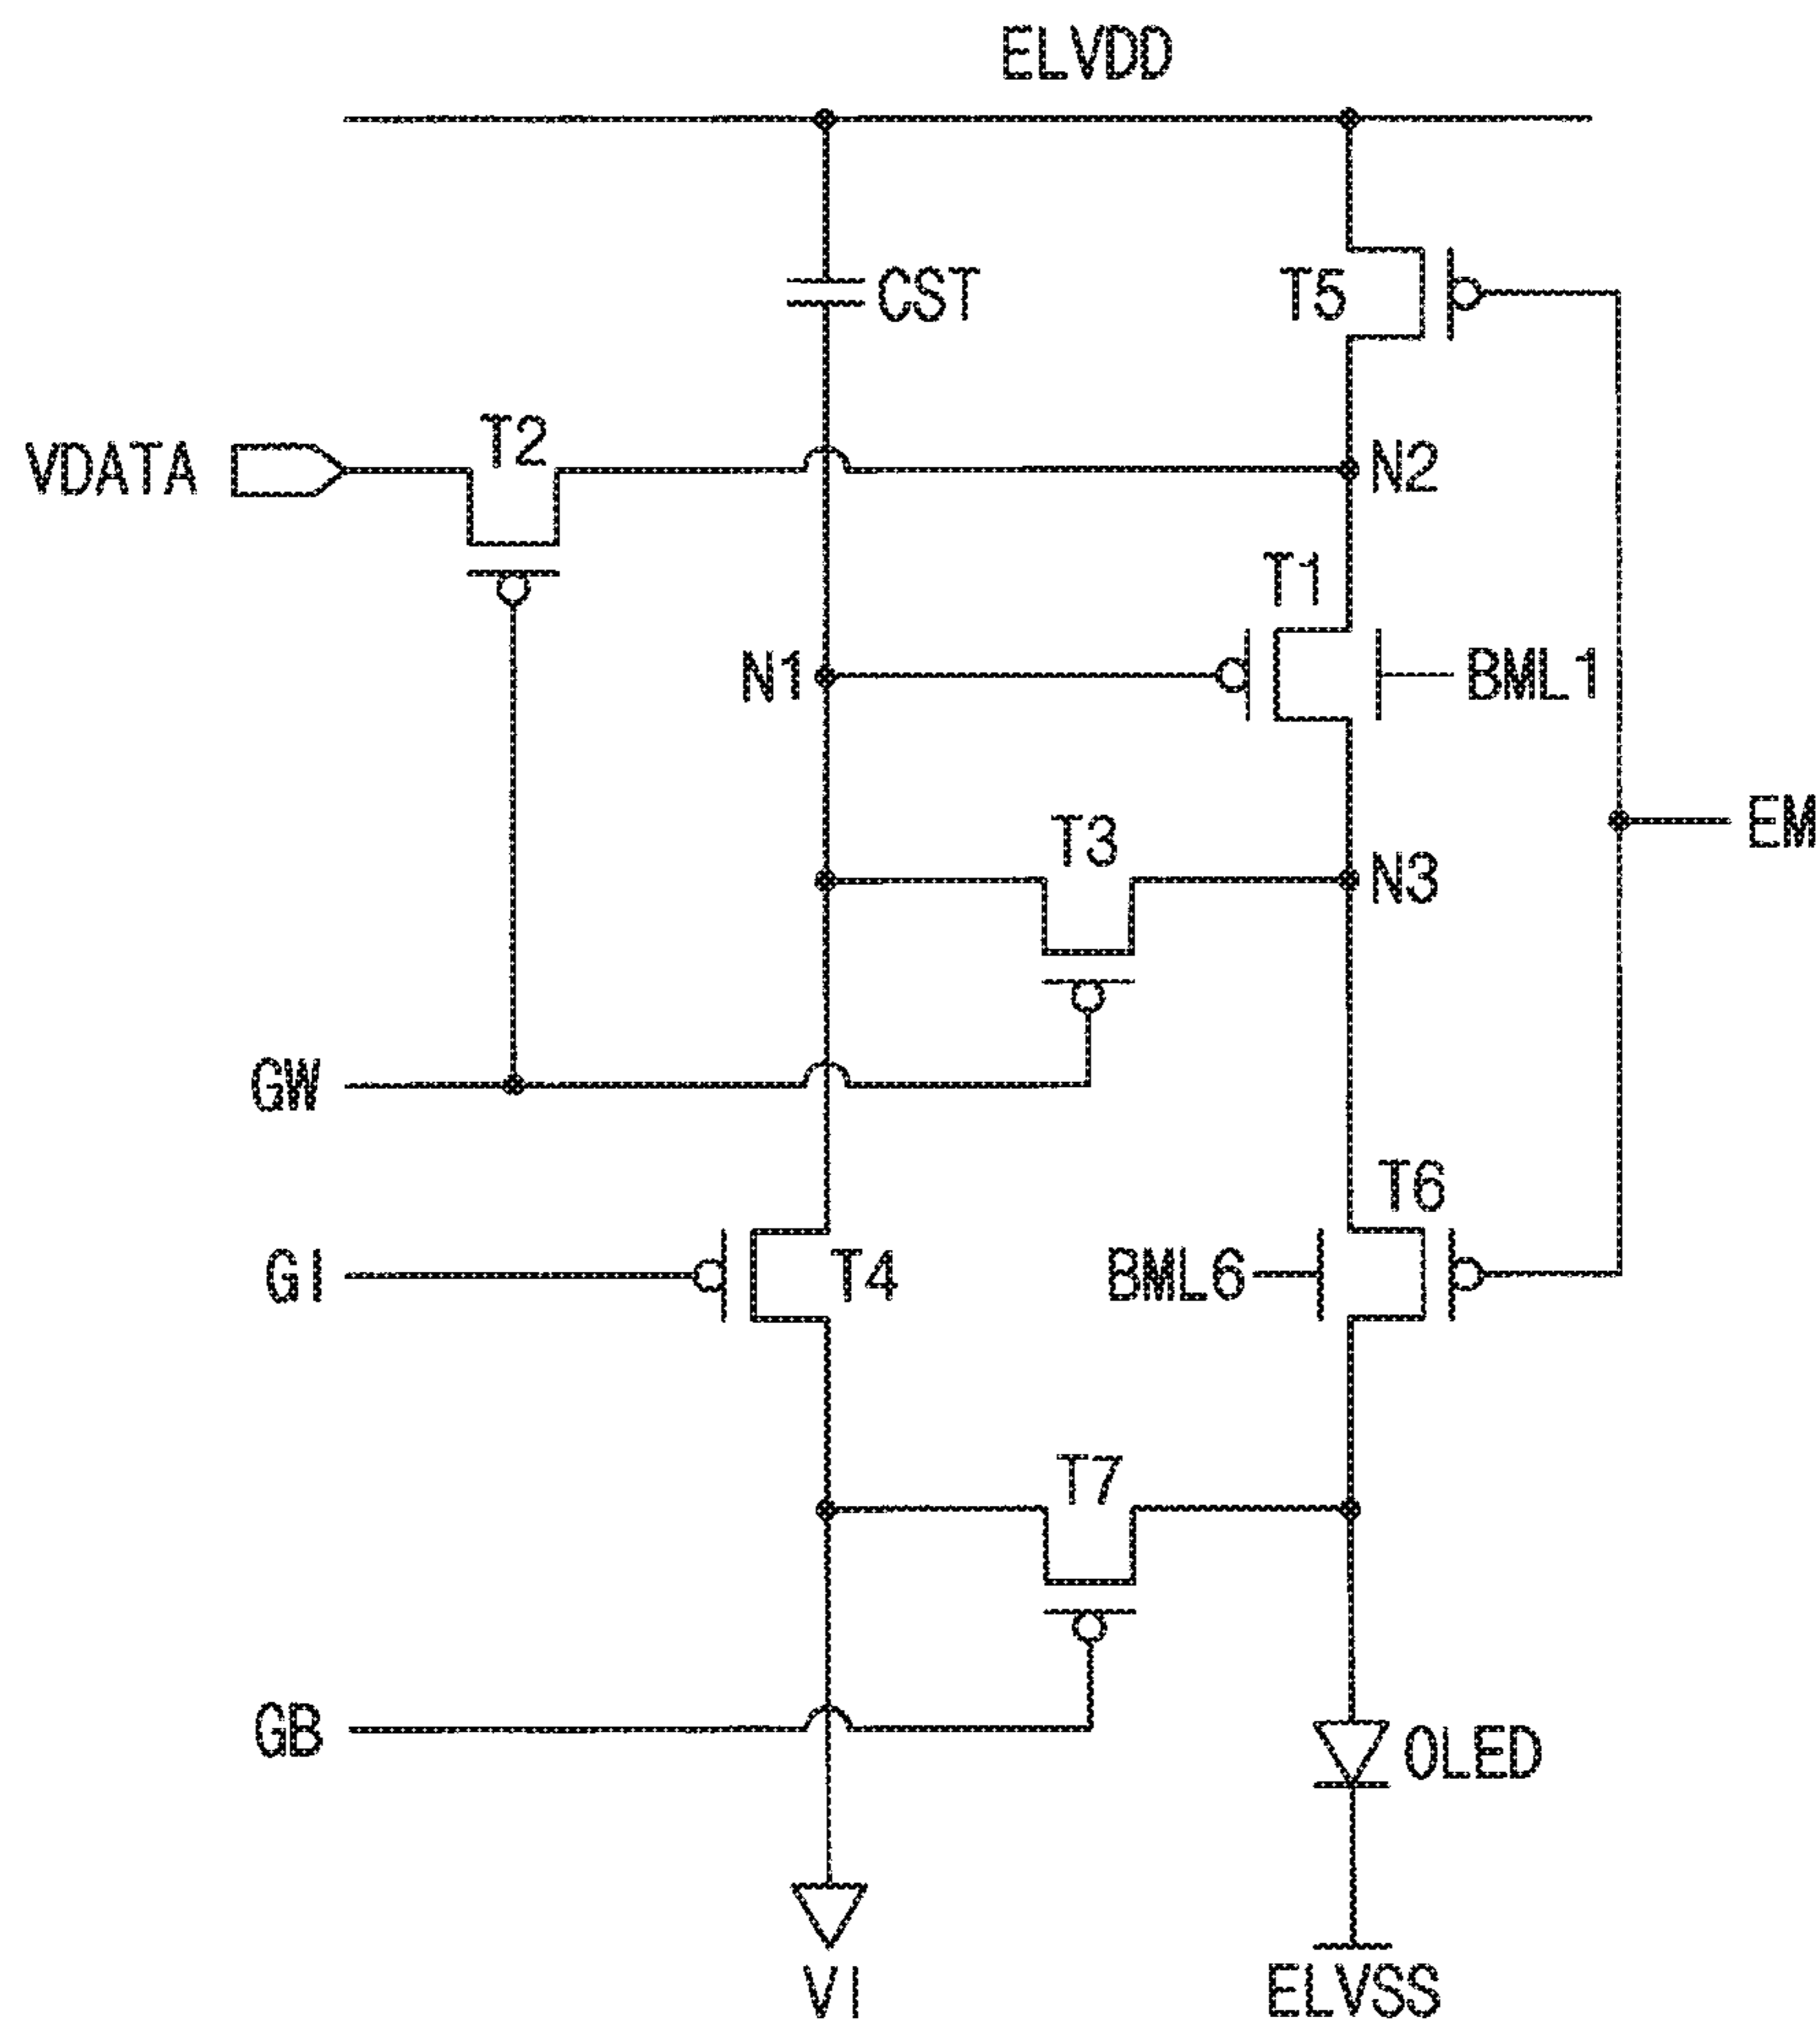 ELVDD
CST
T5
VDATA
T2
N2
T1
N1
BML1
T3
EM
N3
GW
T6
GI
T4
BML6
T7
GB
OLED
VI
ELVSS